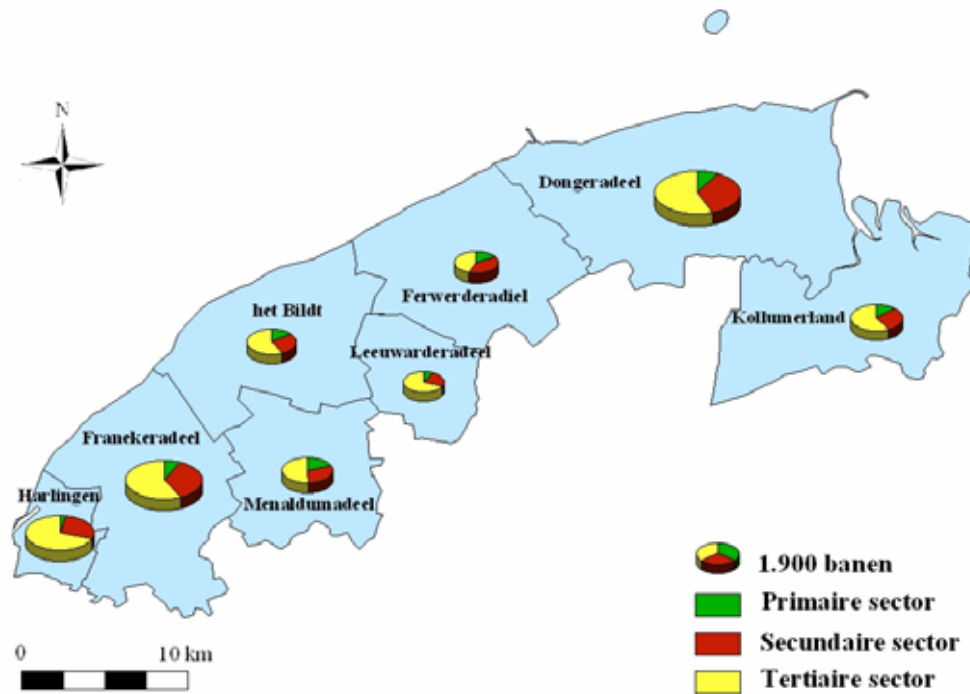 N
Dongeradeel
Ferwerderadiel
het Bildt
Kollumerland
Leeuwarderadeel
Franekeradeel
Harlingen
Menaldumadeel
1.900 banen
Primaire sector
Secundaire sector
Tertiaire sector
0 10 km